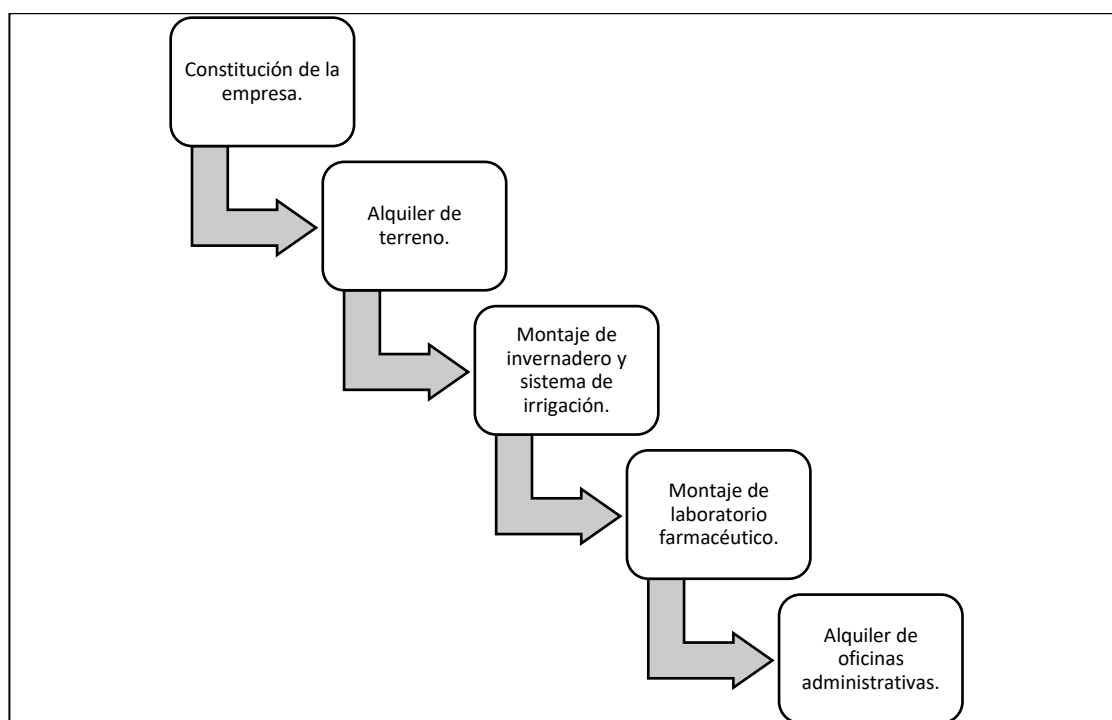 Constitución de la
empresa.
Alquiler de
terreno.
Montaje de
invernadero y
sistema de
irrigación.
Montaje de
laboratorio
farmacéutico.
Alquiler de
oficinas
administrativas.